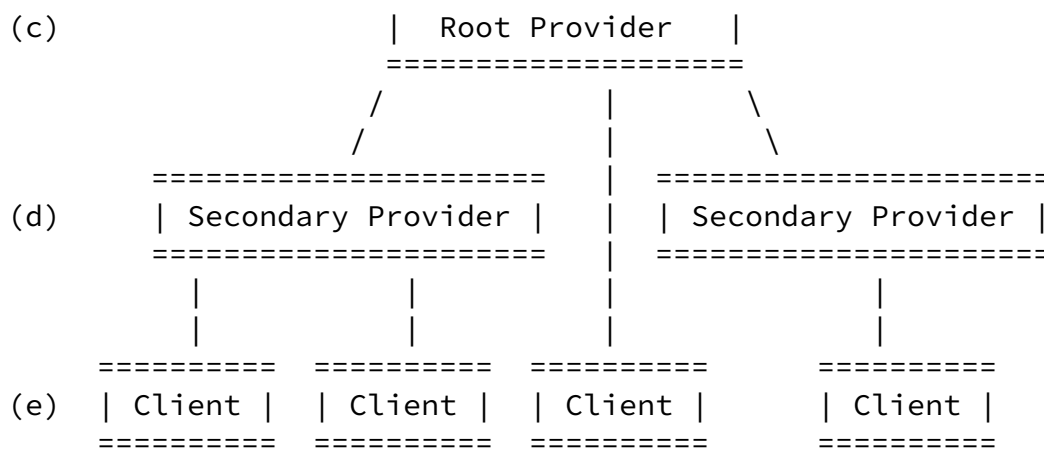 (c) | Root Provider |
====================
/ | \
/ | \
====================== | ======================
(d) | Secondary Provider | | | Secondary Provider |
====================== | ======================
| | | |
| | | |
========== ========== ========== ==========
(e) | Client | | Client | | Client | | Client |
========== ========== ========== ==========